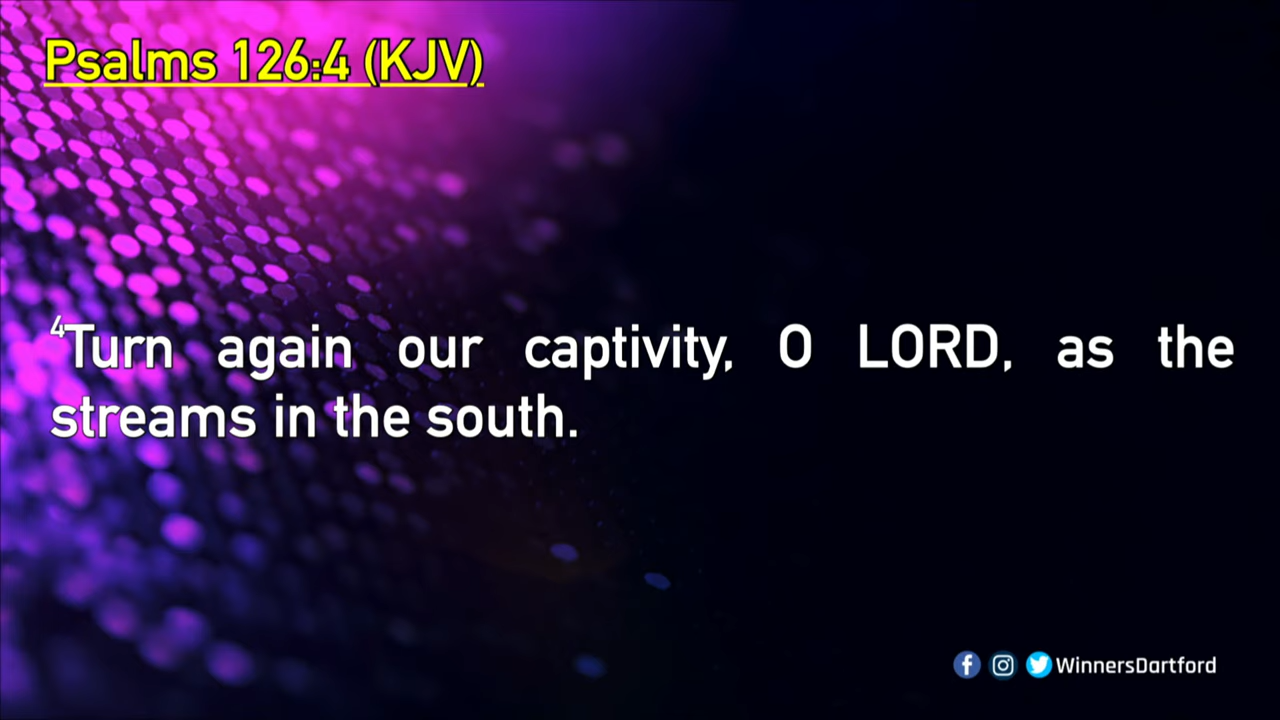 Psalms 126:4 (KJV)
4Turn again our captivity, O LORD, as the
streams in the south.
WinnersDartford